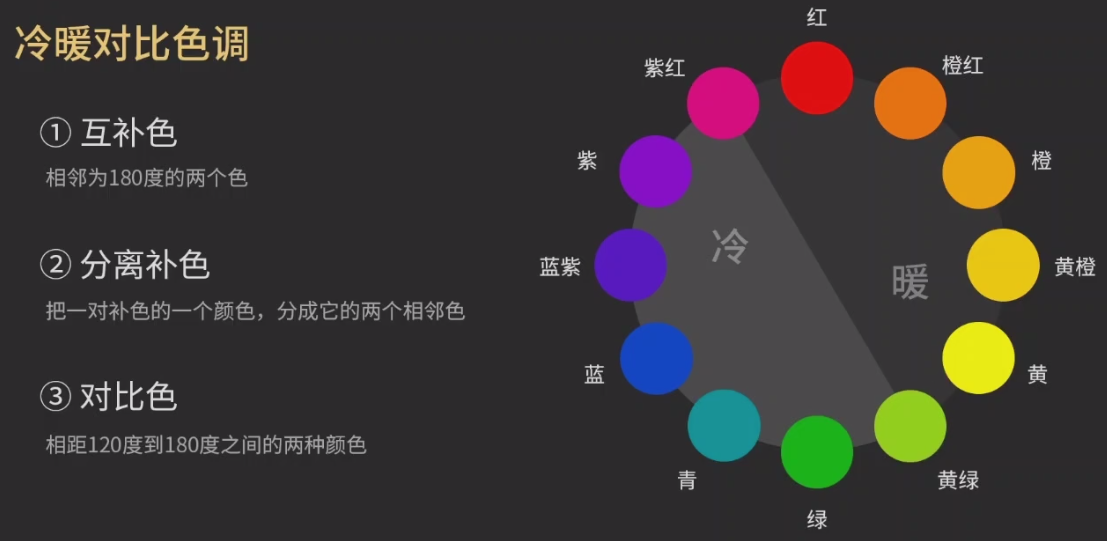 冷暖对比色调
① 互补色
相邻为180度的两个色
② 分离补色
把一对补色的一个颜色，分成它的两个相邻色
③ 对比色
相距120度到180度之间的两种颜色
红
橙红
橙
黄橙
黄
黄绿
绿
青
蓝
蓝紫
紫
紫红
冷
暖